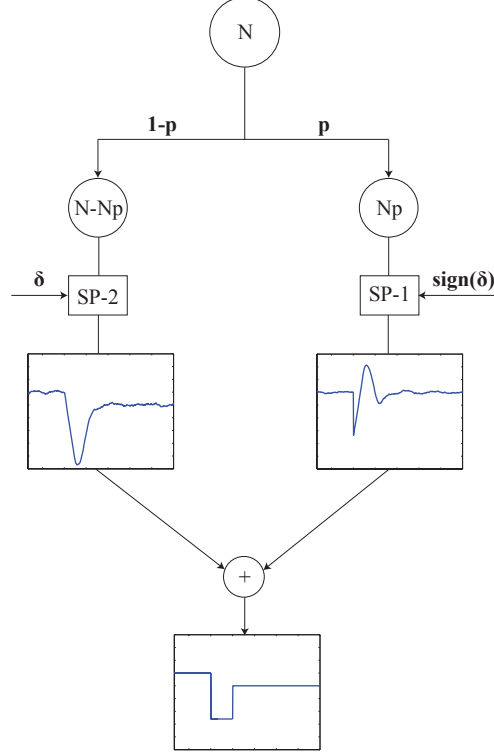 N
1-p
p
N-Np
Np
δ
SP-2
SP-1
sign(δ)
+